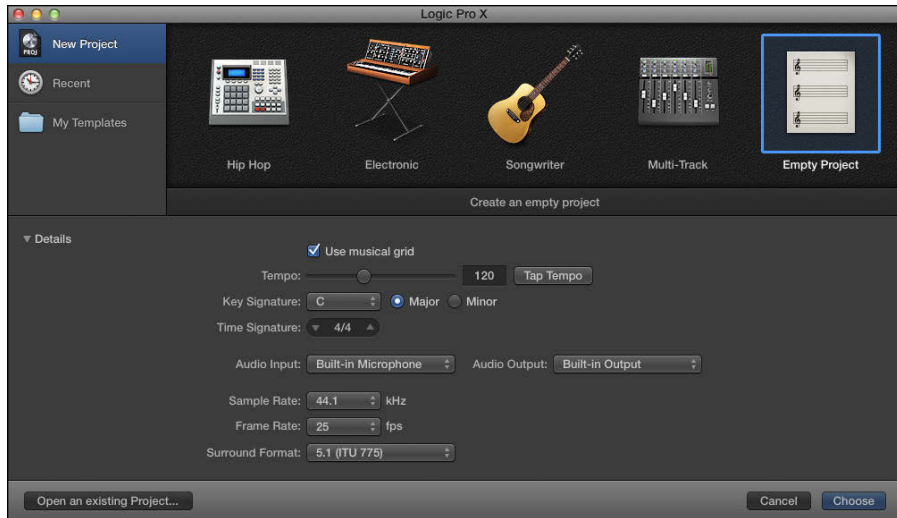 Logic Pro X
PROJ
New Project
Recent
My Templates
Hip Hop
Electronic
Songwriter
Multi-Track
Empty Project
Create an empty project
Details
Use musical grid
Tempo: 120 Tap Tempo
Key Signature: C Major Minor
Time Signature: 4/4
Audio Input: Built-in Microphone Audio Output: Built-in Output
Sample Rate: 44.1 kHz
Frame Rate: 25 fps
Surround Format: 5.1 (ITU 775)
Open an existing Project... Cancel Choose